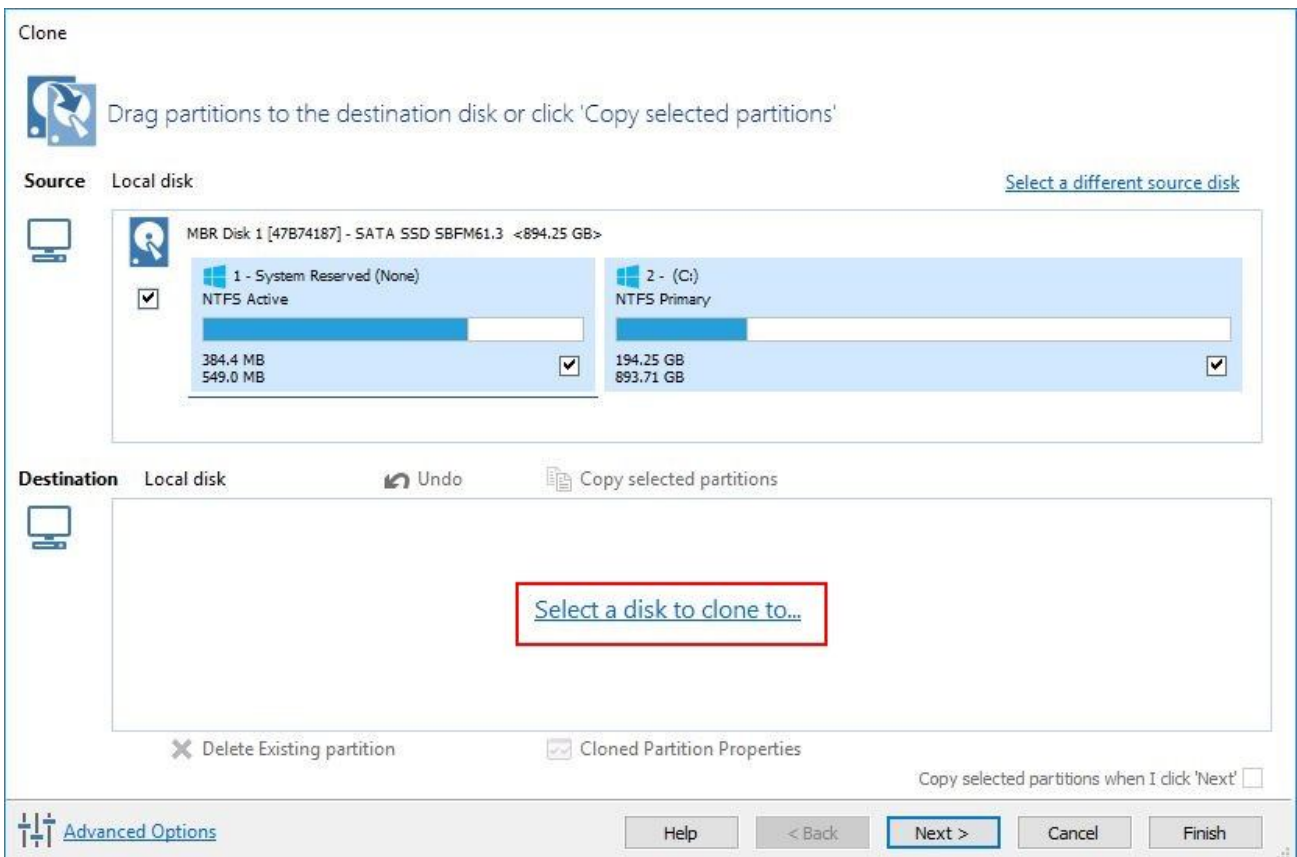 Clone
Drag partitions to the destination disk or click 'Copy selected partitions'
Source Local disk Select a different source disk
MBR Disk 1 [47B74187] - SATA SSD SBFM61.3 <894.25 GB>
1 - System Reserved (None)
NTFS Active
384.4 MB
549.0 MB
2 - (C:)
NTFS Primary
194.25 GB
893.71 GB
Destination Local disk Undo Copy selected partitions
Select a disk to clone to...
Delete Existing partition Cloned Partition Properties
Copy selected partitions when I click 'Next'
Advanced Options Help < Back Next > Cancel Finish